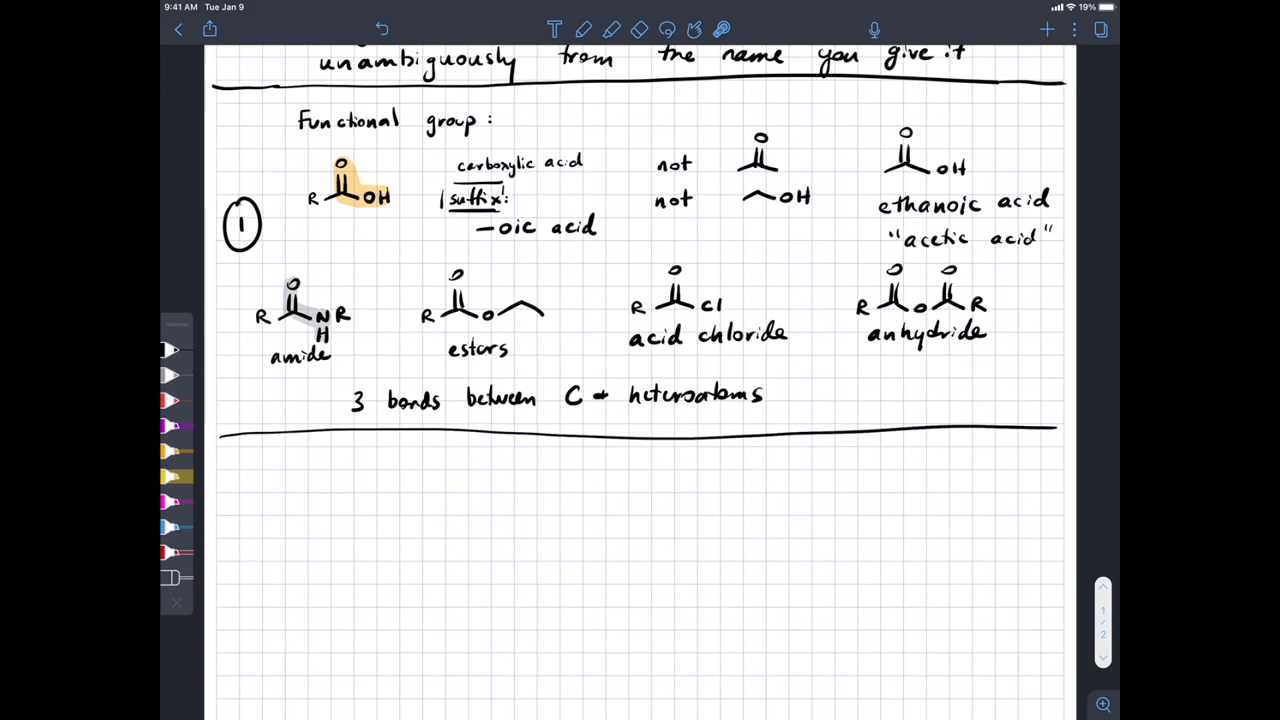 9:41 AM Tue Jan 9
19%
unambiguously from the name you give it
Functional group :
O
R OH
carboxylic acid
suffix:
-oic acid
not
O
not
OH
O
OH
ethanoic acid
"acetic acid"
1
O
R N R
H
amide
O
R O
esters
O
R Cl
acid chloride
O O
R O R
anhydride
3 bonds between C + heteroatoms
1
/
2